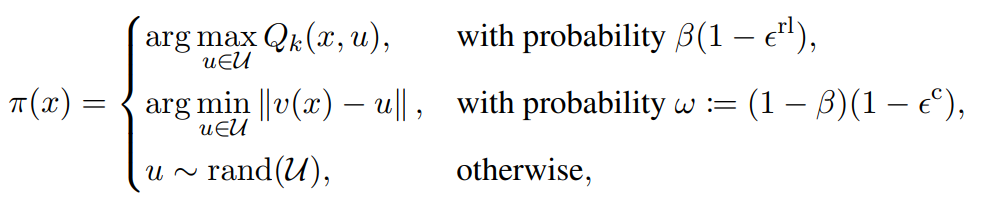 π(x) = { arg max_{u∈𝒰} Q_k(x, u), with probability β(1 − ϵ^{rl}),
arg min_{u∈𝒰} ‖v(x) − u‖ , with probability ω := (1 − β)(1 − ϵ^c),
u ∼ rand(𝒰), otherwise,